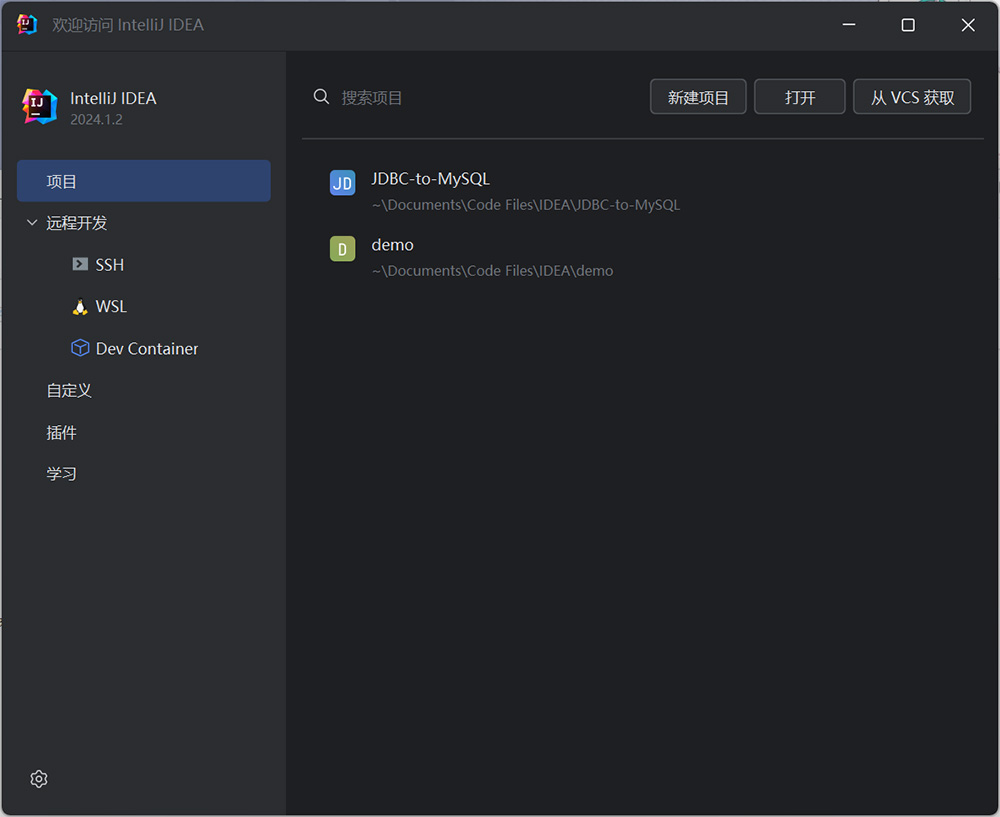 欢迎访问 IntelliJ IDEA
IntelliJ IDEA
2024.1.2
项目
远程开发
SSH
WSL
Dev Container
自定义
插件
学习
搜索项目
新建项目
打开
从 VCS 获取
JD
JDBC-to-MySQL
~\Documents\Code Files\IDEA\JDBC-to-MySQL
D
demo
~\Documents\Code Files\IDEA\demo